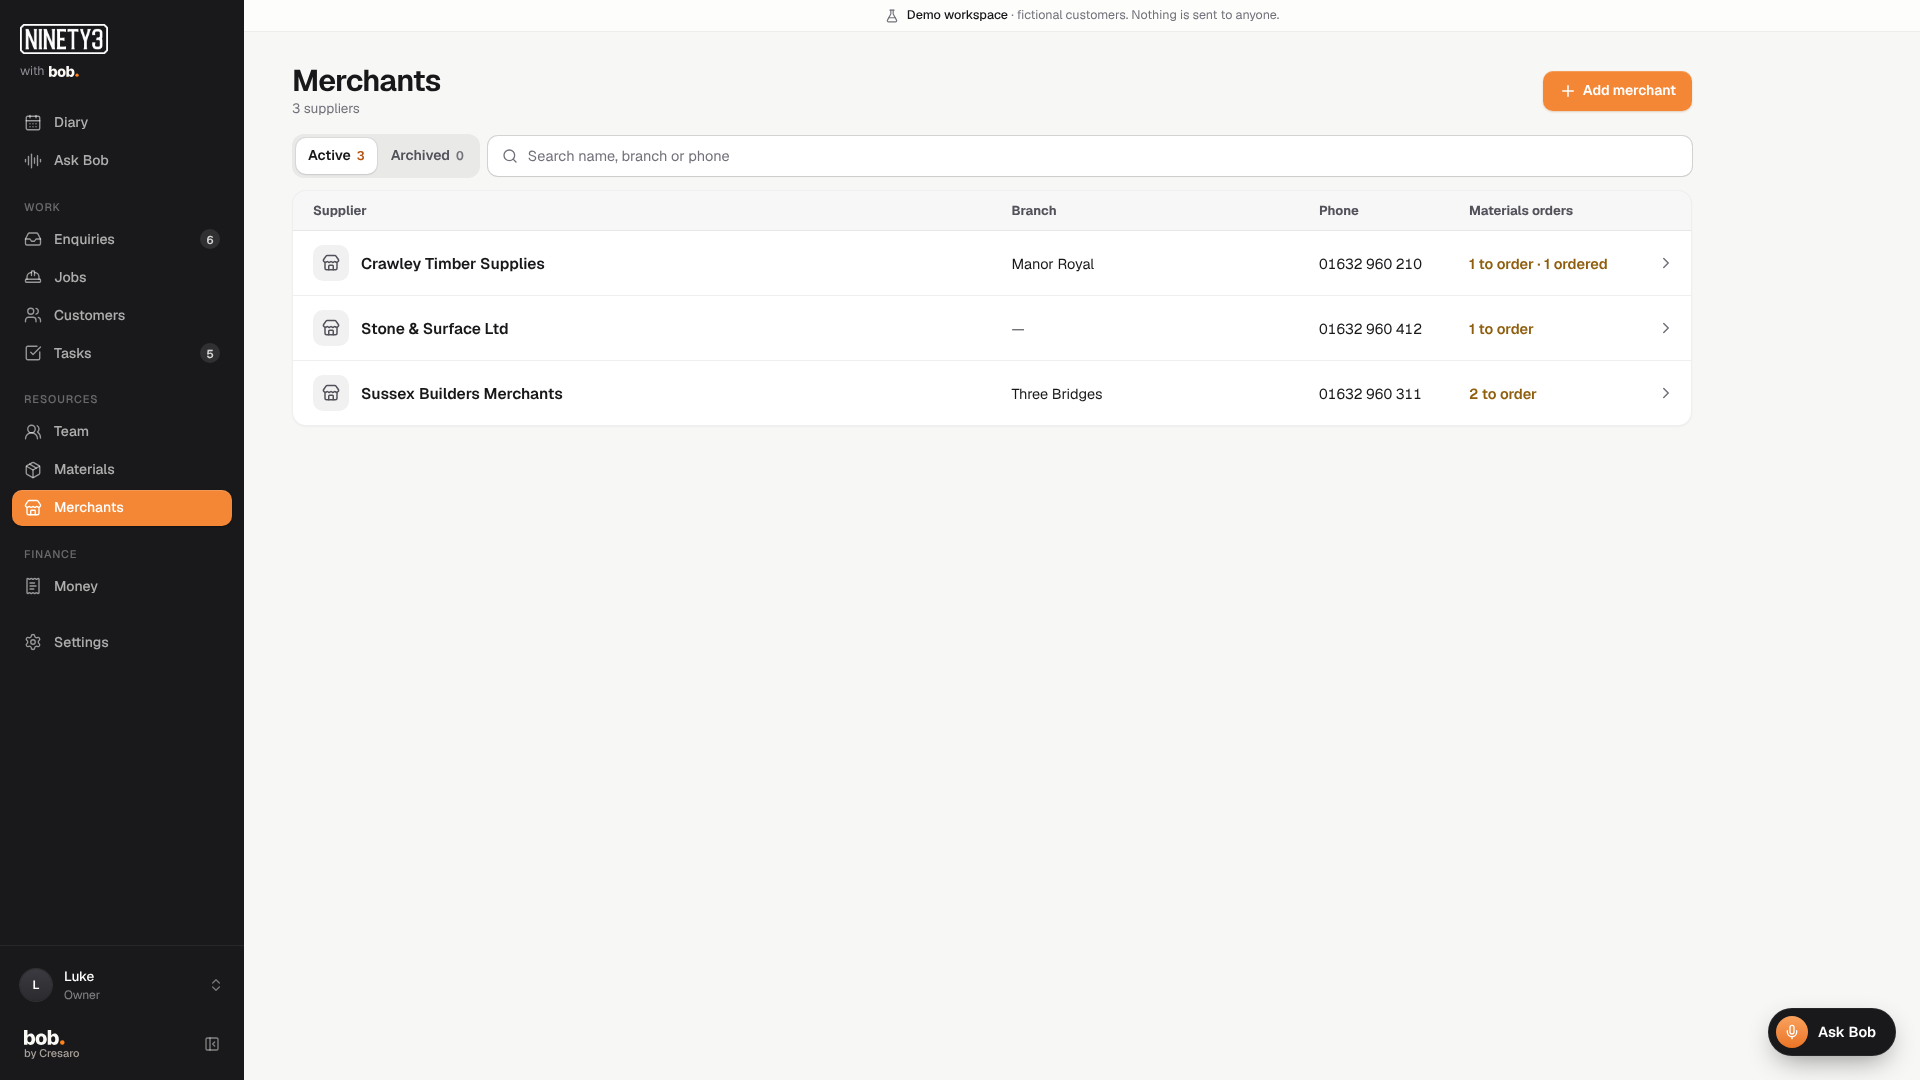 NINETY3
with bob.
Diary
Ask Bob
WORK
Enquiries 6
Jobs
Customers
Tasks 5
RESOURCES
Team
Materials
Merchants
FINANCE
Money
Settings
L
Luke
Owner
bob.
by Cresaro
Demo workspace · fictional customers. Nothing is sent to anyone.
Merchants
3 suppliers
Add merchant
Active 3 Archived 0
Search name, branch or phone
Supplier Branch Phone Materials orders
Crawley Timber Supplies Manor Royal 01632 960 210 1 to order · 1 ordered
Stone & Surface Ltd — 01632 960 412 1 to order
Sussex Builders Merchants Three Bridges 01632 960 311 2 to order
Ask Bob